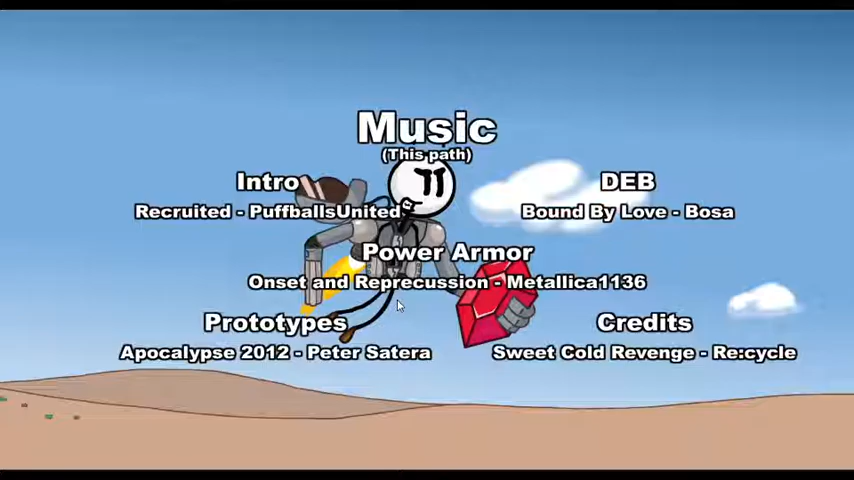 Music
(This path)
Intro
Recruited - PuffballsUnited
DEB
Bound By Love - Bosa
Power Armor
Onset and Reprecussion - Metallica1136
Prototypes
Apocalypse 2012 - Peter Satera
Credits
Sweet Cold Revenge - Re:cycle